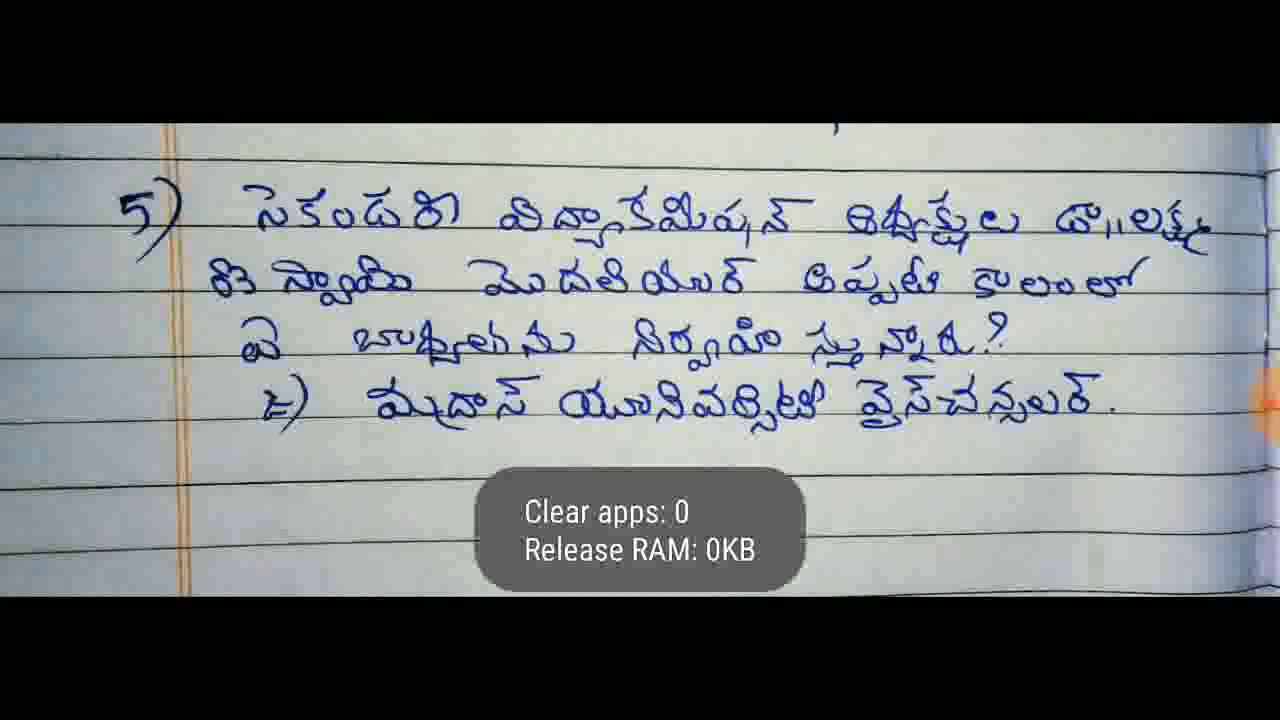 5) సెకండరీ విద్యాకమిషన్ అధ్యక్షులు డా||లక్ష్మ
ణ స్వామి మొదలియార్ అప్పటి కాలంలో
ఏ బాధ్యతను నిర్వహిస్తున్నారు?
జ) మద్రాస్ యూనివర్సిటీ వైస్‌చాన్సలర్.
Clear apps: 0
Release RAM: 0KB